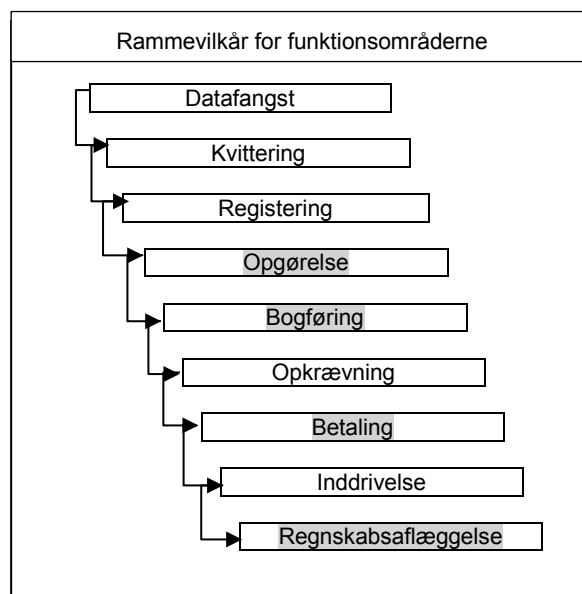 Rammevilkår for funktionsområderne
Datafangst
Kvittering
Registering
Opgørelse
Bogføring
Opkrævning
Betaling
Inddrivelse
Regnskabsaflæggelse